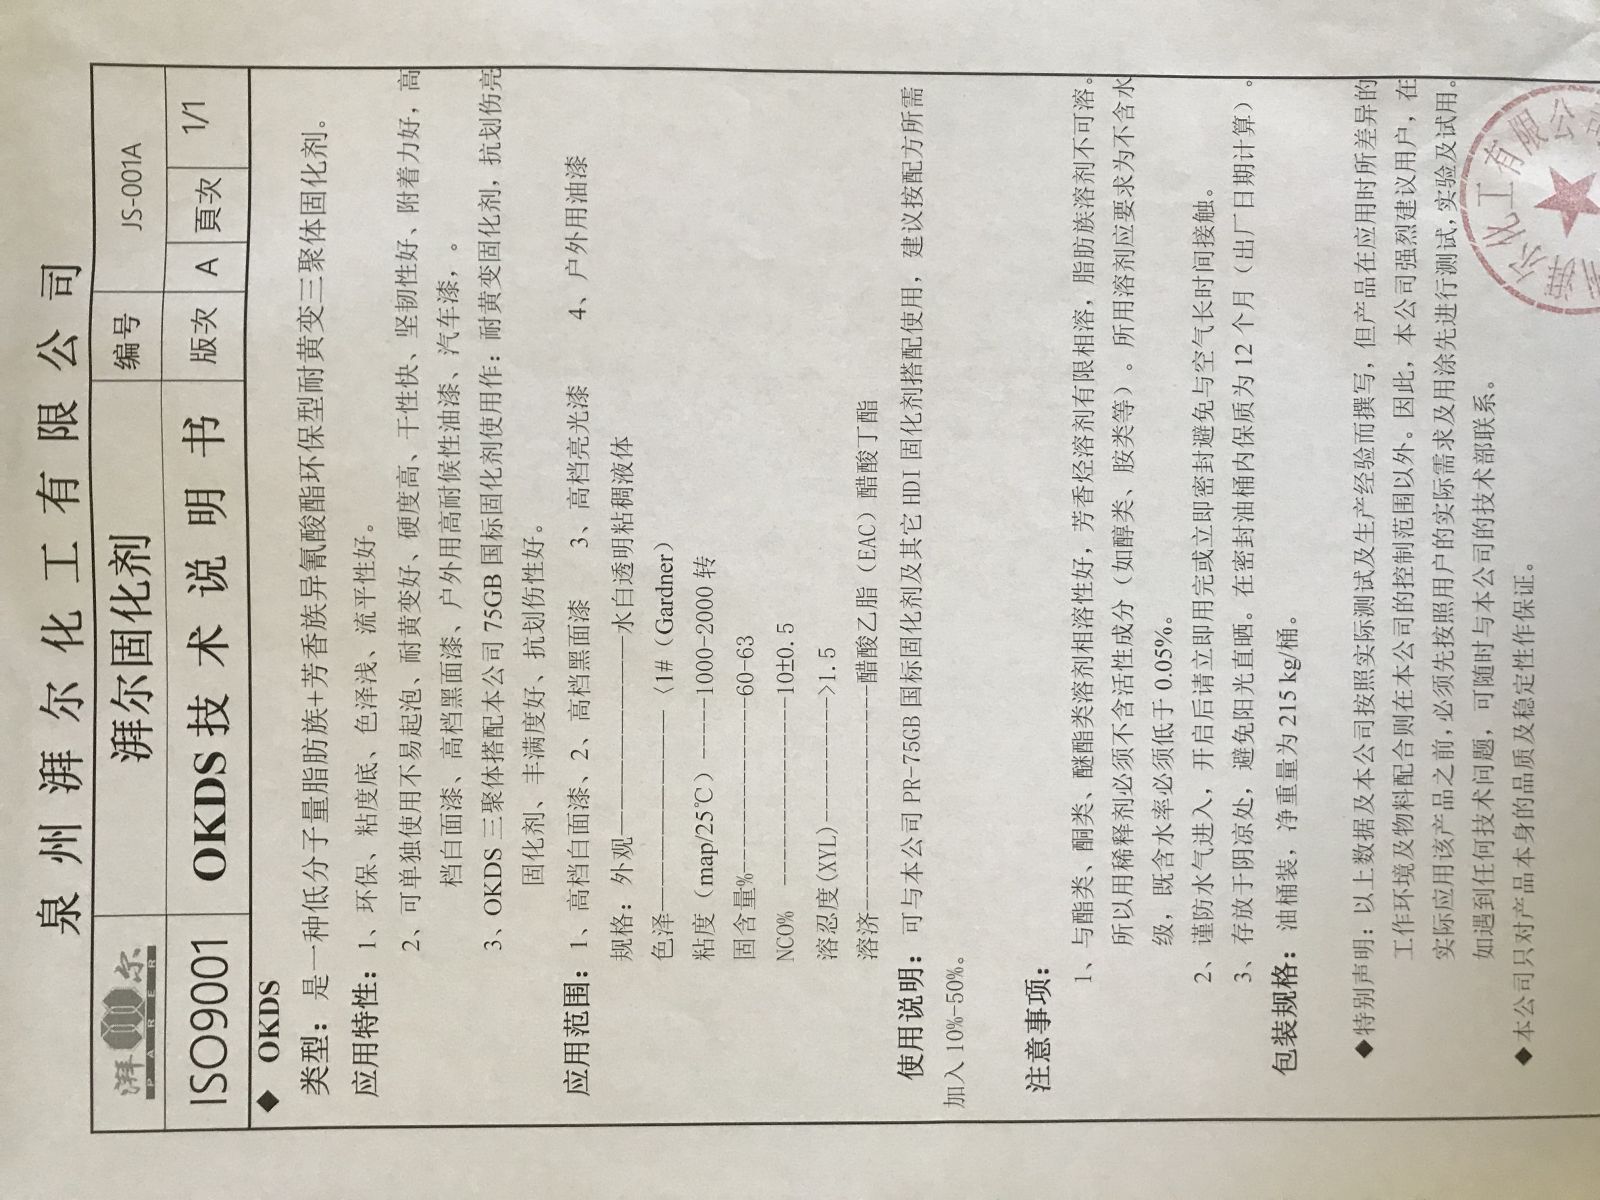 泉州湃尔化工有限公司
湃尔 PARER 湃尔固化剂 编号 JS-001A
ISO9001 OKDS技术说明书 版次 A 頁次 1/1
◆ OKDS
类型：是一种低分子量脂肪族+芳香族异氰酸酯环保型耐黄变三聚体固化剂。
应用特性：1、环保、粘度底、色泽浅、流平性好。
2、可单独使用不易起泡、耐黄变好、硬度高、干性快、坚韧性好、附着力好，高
档白面漆、高档黑面漆、户外用高耐候性油漆、汽车漆，。
3、OKDS 三聚体搭配本公司 75GB 国标固化剂使用作：耐黄变固化剂，抗划伤亮
固化剂、丰满度好、抗划伤性好。
应用范围：1、高档白面漆、2、高档黑面漆 3、高档亮光漆 4、户外用油漆
规格：外观——————————水白透明粘稠液体
色泽——————————〈1#（Gardner）
粘度（map/25℃）-----1000-2000 转
固含量%----------------60-63
NCO% ----------------10±0.5
溶忍度(XYL)----------->1.5
溶济-------------------醋酸乙脂（EAC）醋酸丁酯
使用说明：可与本公司 PR-75GB 国标固化剂及其它 HDI 固化剂搭配使用，建议按配方所需
加入 10%-50%。
注意事项：
1、与酯类、酮类、醚酯类溶剂相溶性好，芳香烃溶剂有限相溶，脂肪族溶剂不可溶。
所以用稀释剂必须不含活性成分（如醇类、胺类等）。所用溶剂应要求为不含水
级，既含水率必须低于 0.05%。
2、谨防水气进入，开启后请立即用完或立即密封避免与空气长时间接触。
3、存放于阴凉处，避免阳光直晒。在密封油桶内保质为 12 个月（出厂日期计算）。
包装规格：油桶装，净重量为 215 kg/桶。
◆特别声明：以上数据及本公司按照实际测试及生产经验而撰写，但产品在应用时所差异的
工作环境及物料配合则在本公司的控制范围以外。因此，本公司强烈建议用户，在
实际应用该产品之前，必须先按照用户的实际需求及用涂先进行测试，实验及试用。
如遇到任何技术问题，可随时与本公司的技术部联系。
◆本公司只对产品本身的品质及稳定性作保证。
湃尔化工有限公司